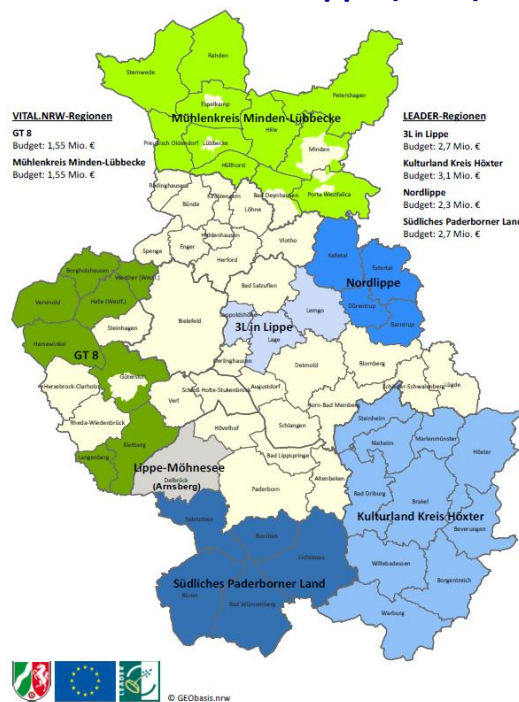 VITAL.NRW-Regionen
GT 8
Budget: 1,55 Mio. €
Mühlenkreis Minden-Lübbecke
Budget: 1,55 Mio. €
LEADER-Regionen
3L in Lippe
Budget: 2,7 Mio. €
Kulturland Kreis Höxter
Budget: 3,1 Mio. €
Nordlippe
Budget: 2,3 Mio. €
Südliches Paderborner Land
Budget: 2,7 Mio. €
Rahden
Stemwede
Petershagen
Espelkamp
Mühlenkreis Minden-Lübbecke
Hille
Preußisch Oldendorf
Lübbecke
Minden
Hüllhorst
Rödinghausen
Bad Oeynhausen
Porta Westfalica
Kirchlengern
Bünde
Löhne
Hiddenhausen
Vlotho
Spenge
Enger
Herford
Kalletal
Extertal
Borgholzhausen
Werther (Westf.)
Bad Salzuflen
Nordlippe
Versmold
Halle (Westf.)
Leopoldshöhe
Lemgo
Dörentrup
Barntrup
Steinhagen
Bielefeld
3L in Lippe
Lage
Harsewinkel
GT 8
Oerlinghausen
Detmold
Blomberg
Gütersloh
Schloß Holte-Stukenbrock
Augustdorf
Schieder-Schwalenberg
Lügde
Herzebrock-Clarholz
Verl
Horn-Bad Meinberg
Steinheim
Rheda-Wiedenbrück
Hövelhof
Schlangen
Nieheim
Marienmünster
Höxter
Rietberg
Langenberg
Bad Lippspringe
Lippe-Möhnesee
(Arnsberg)
Delbrück
Altenbeken
Paderborn
Bad Driburg
Brakel
Kulturland Kreis Höxter
Beverungen
Salzkotten
Borchen
Lichtenau
Willebadessen
Borgentreich
Südliches Paderborner Land
Büren
Bad Wünnenberg
Warburg
LEADER
© GEObasis.nrw